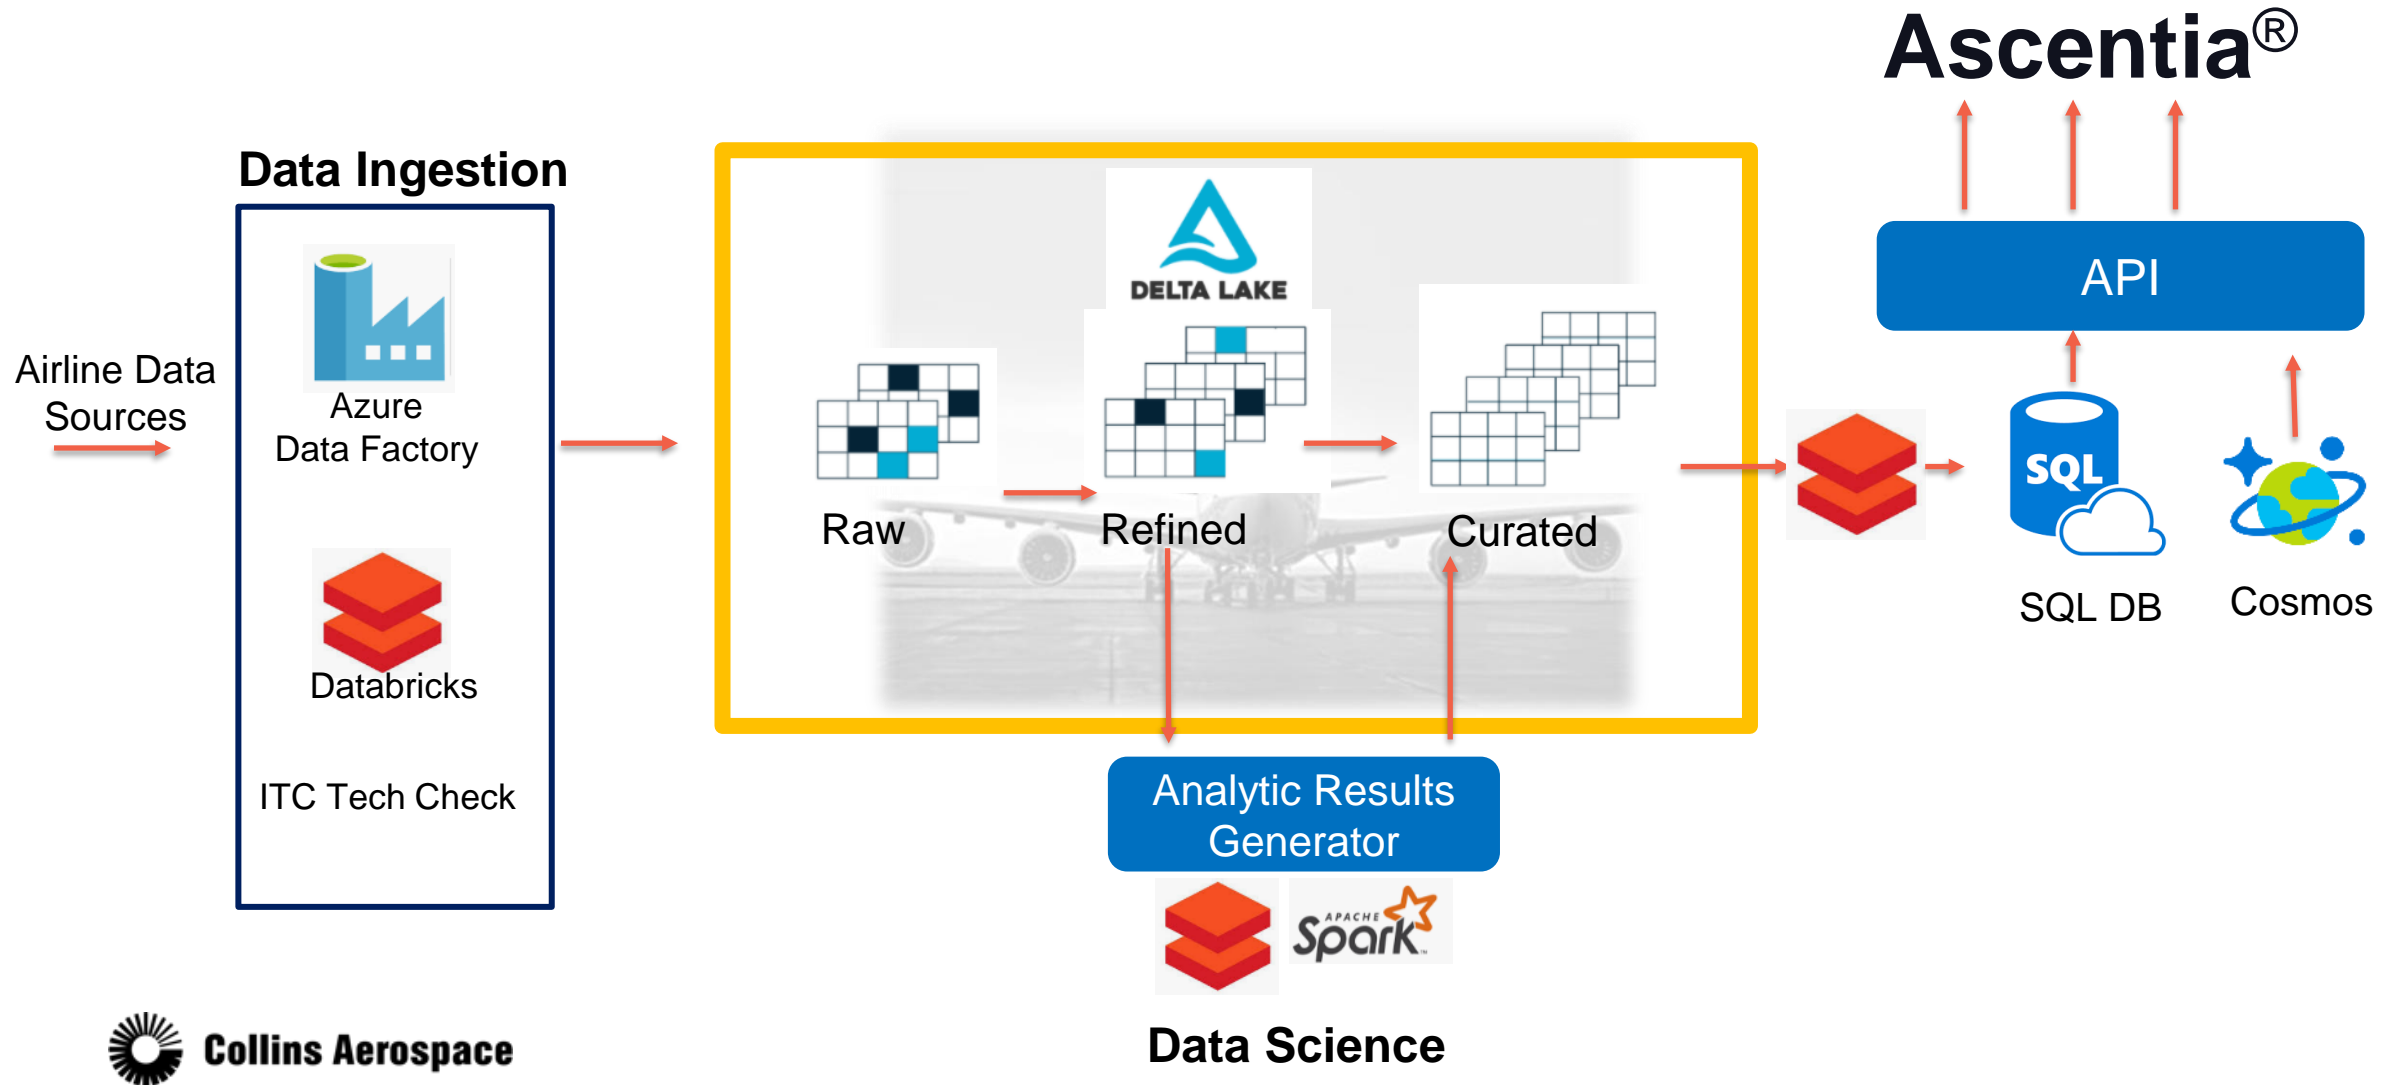 Ascentia®
Data Ingestion
Airline Data
Sources
Azure
Data Factory
Databricks
ITC Tech Check
DELTA LAKE
Raw
Refined
Curated
Analytic Results
Generator
APACHE
Spark™
Data Science
API
SQL
SQL DB
Cosmos
Collins Aerospace